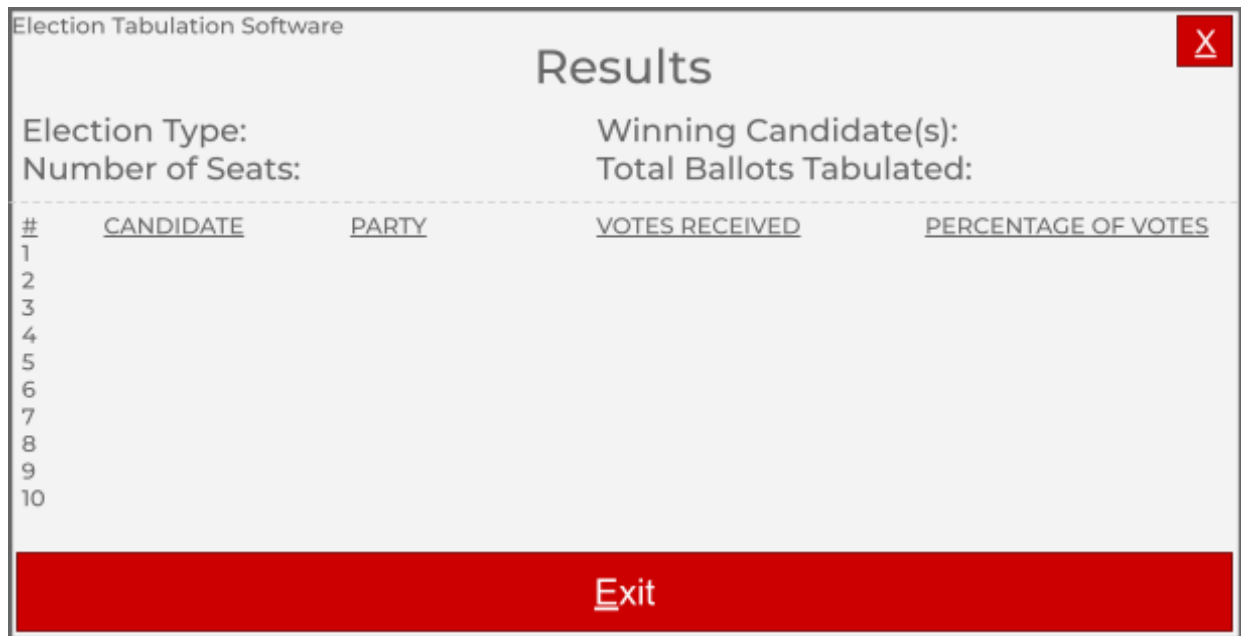 Election Tabulation Software
X
Results
Election Type: Winning Candidate(s):
Number of Seats: Total Ballots Tabulated:
# CANDIDATE PARTY VOTES RECEIVED PERCENTAGE OF VOTES
1
2
3
4
5
6
7
8
9
10
Exit